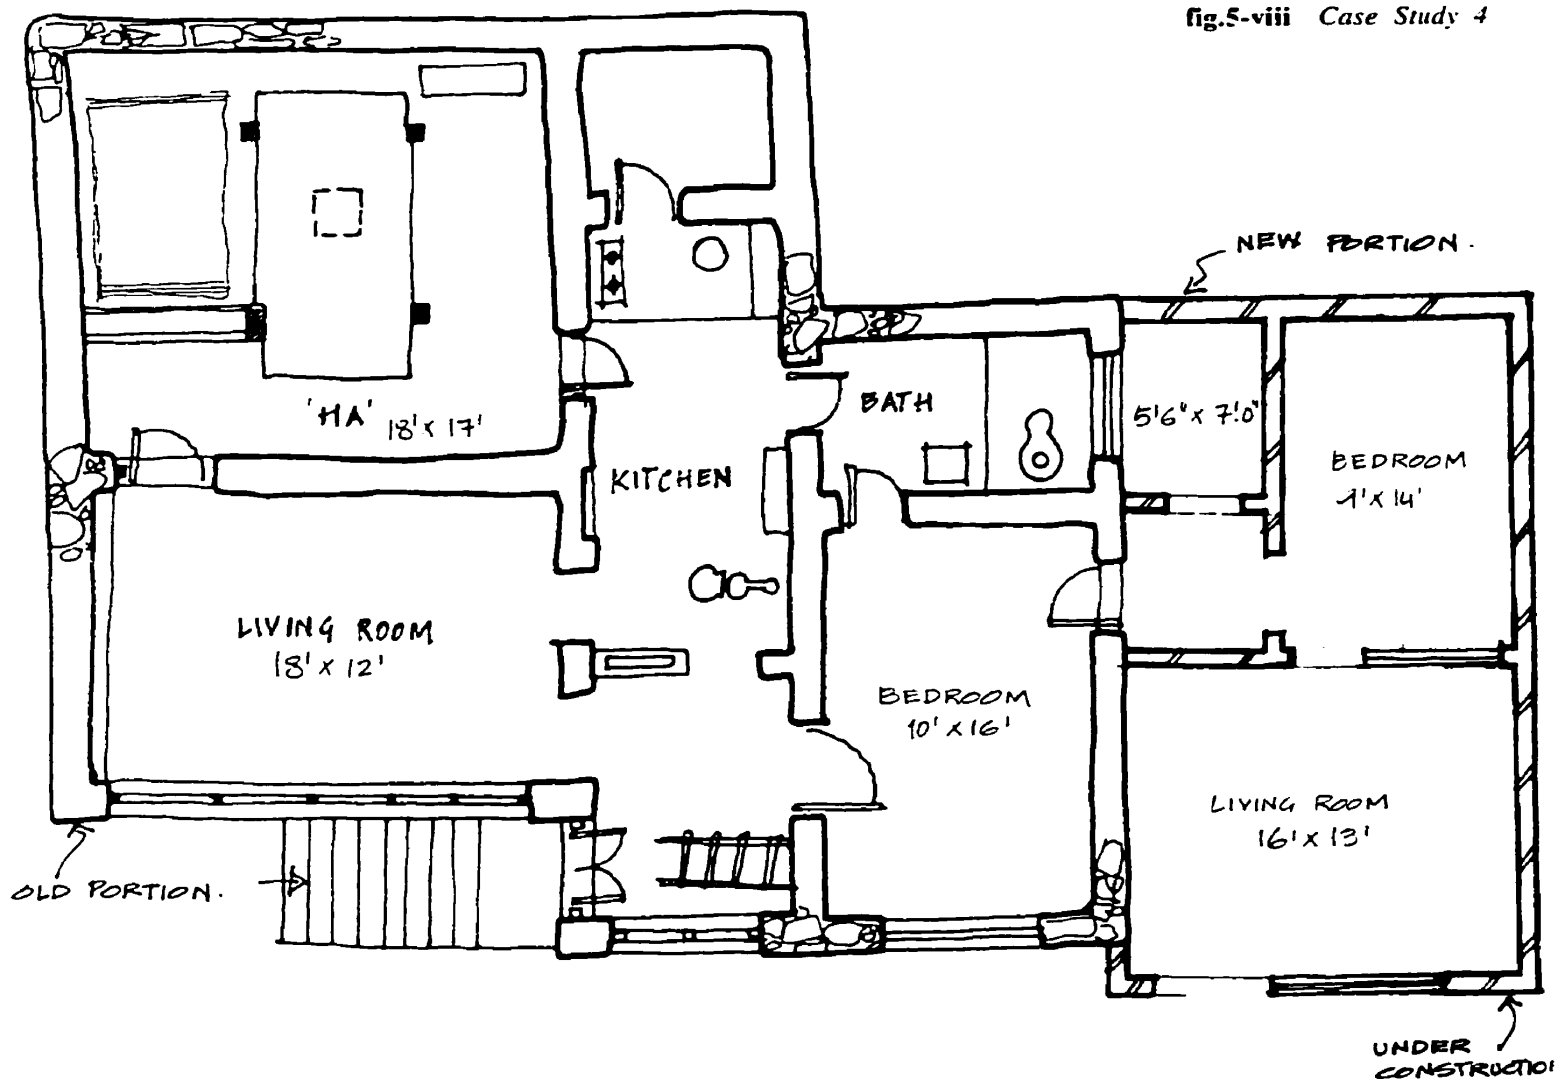 fig.5-viii Case Study 4
NEW PORTION.
'HA' 18' x 17'
BATH
5'6" x 7'.0"
KITCHEN
BEDROOM
LIVING ROOM
18' x 12'
BEDROOM
10' x 16'
LIVING ROOM
16' x 13'
OLD PORTION.
UNDER
CONSTRUCTION